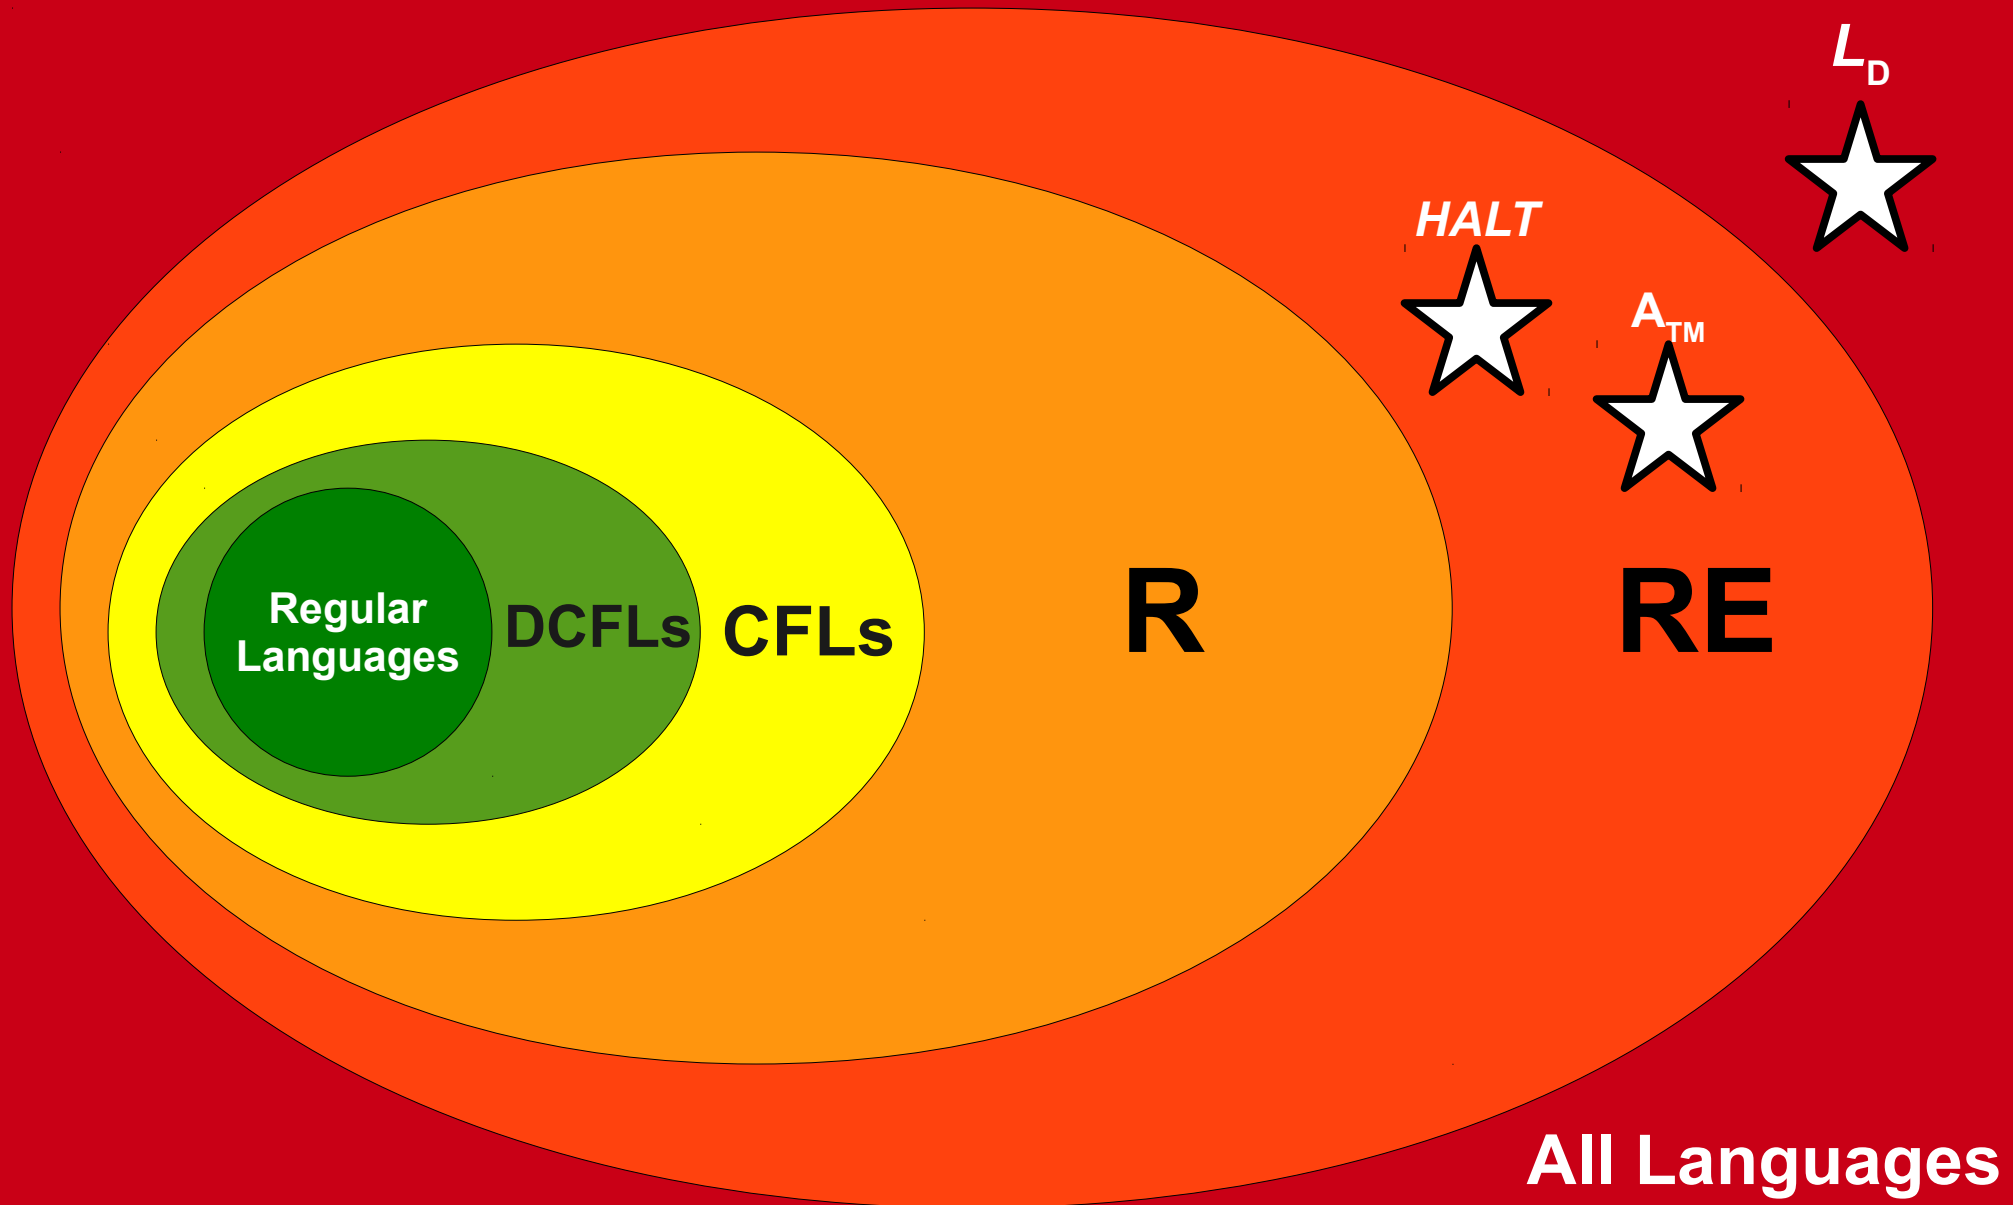 L_D
HALT
A_TM
Regular
Languages
DCFLs
CFLs
R
RE
All Languages